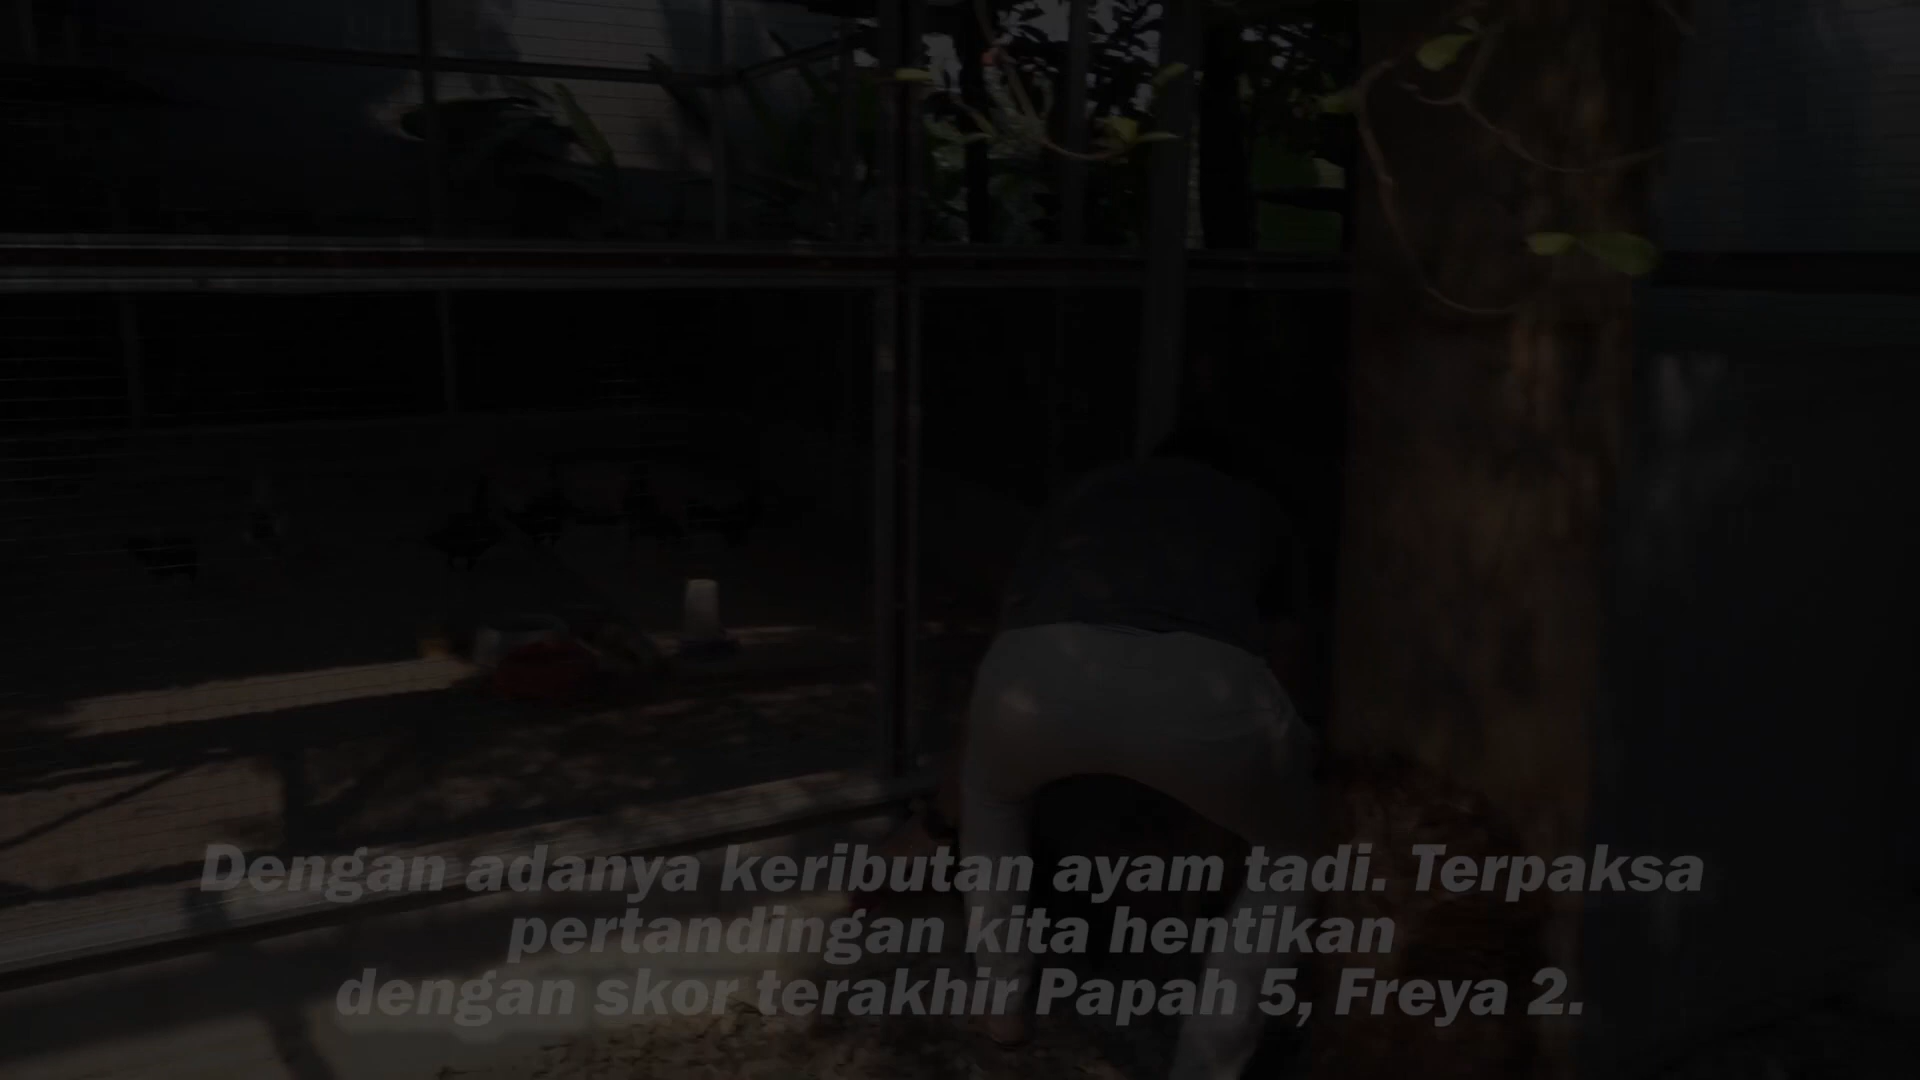 Dengan adanya keributan ayam tadi. Terpaksa
pertandingan kita hentikan
dengan skor terakhir Papah 5, Freya 2.